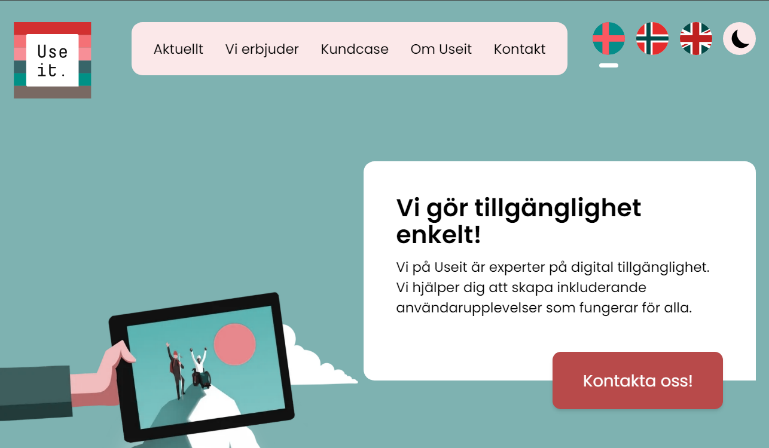 Use
it.
Aktuellt Vi erbjuder Kundcase Om Useit Kontakt
Vi gör tillgänglighet
enkelt!
Vi på Useit är experter på digital tillgänglighet.
Vi hjälper dig att skapa inkluderande
användarupplevelser som fungerar för alla.
Kontakta oss!